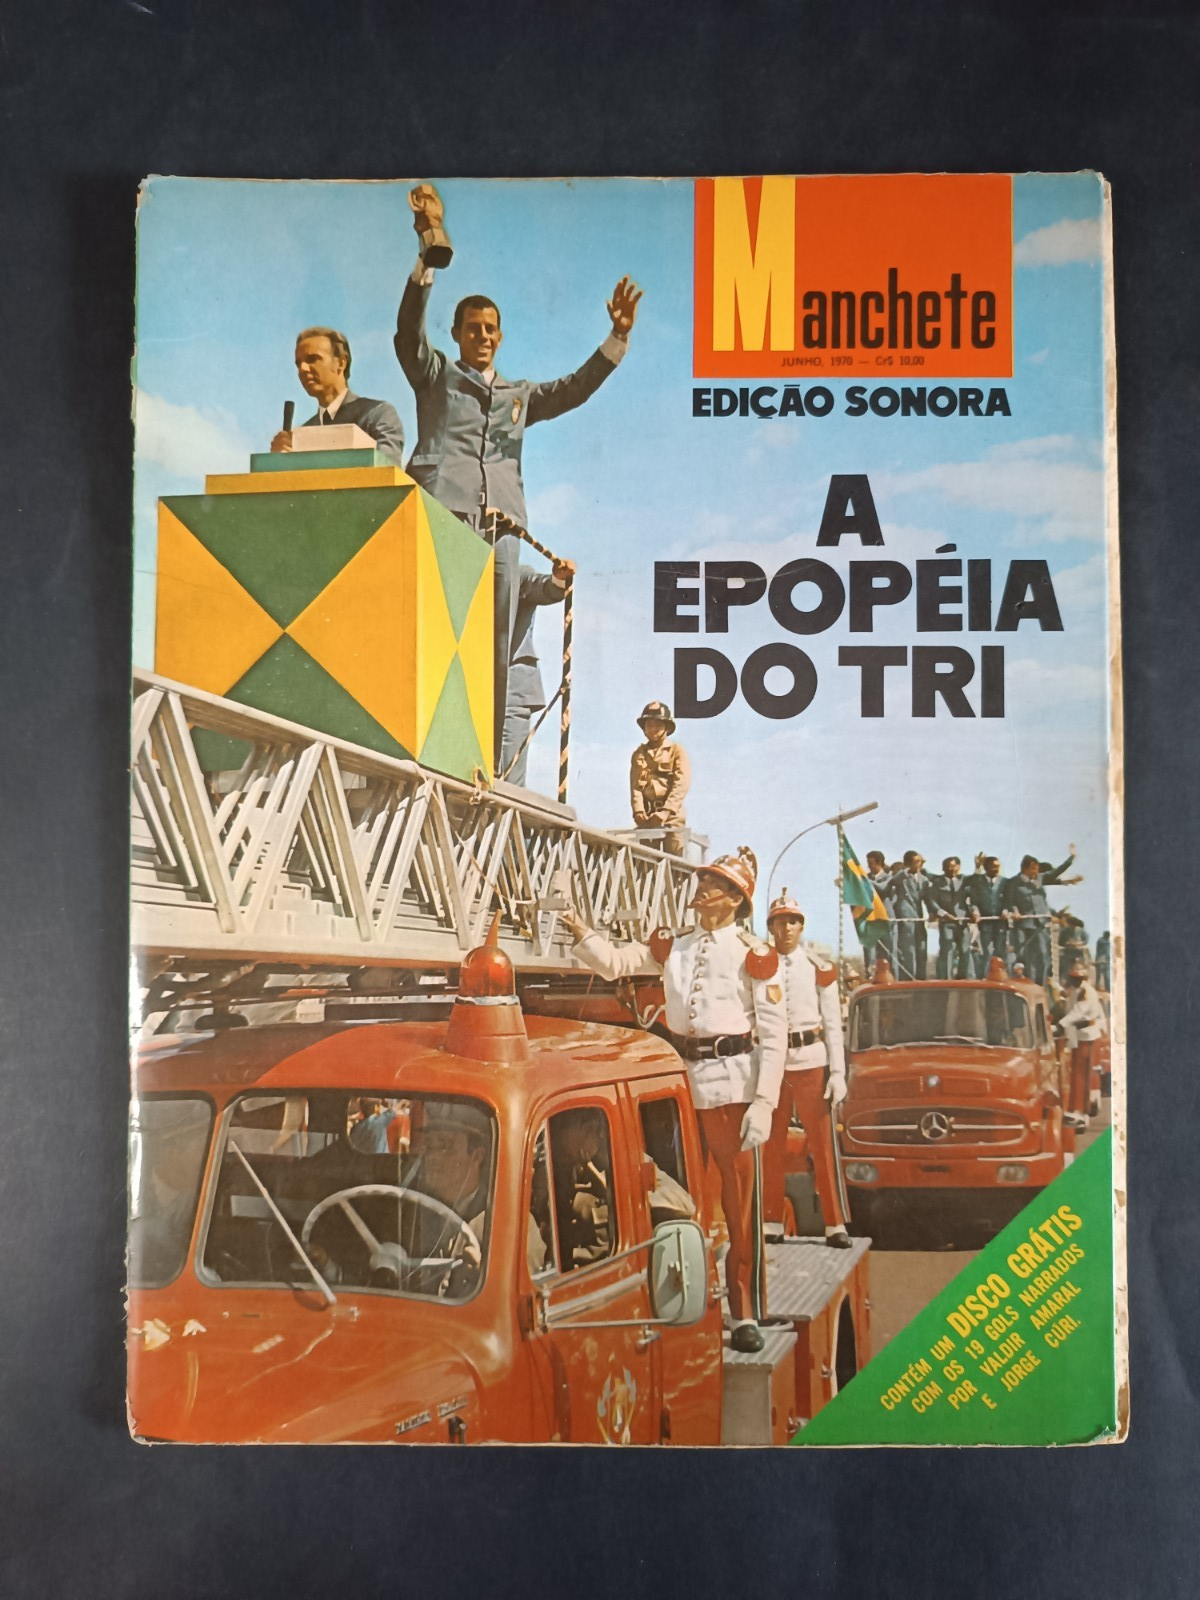 Manchete
JUNHO, 1970 — Cr$ 10,00
EDIÇÃO SONORA
A
EPOPÉIA
DO TRI
CONTÉM UM DISCO GRÁTIS
COM OS 19 GOLS NARRADOS
POR VALDIR AMARAL
E JORGE CÚRI.